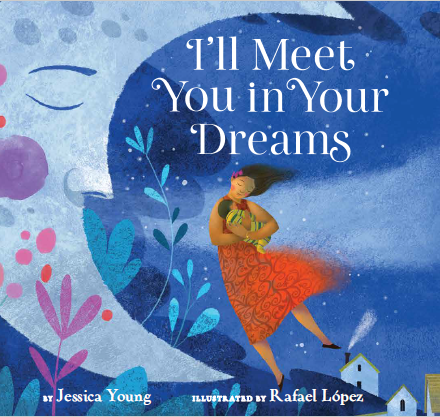 I'll Meet
You in Your
Dreams
BY Jessica Young
ILLUSTRATED BY Rafael López